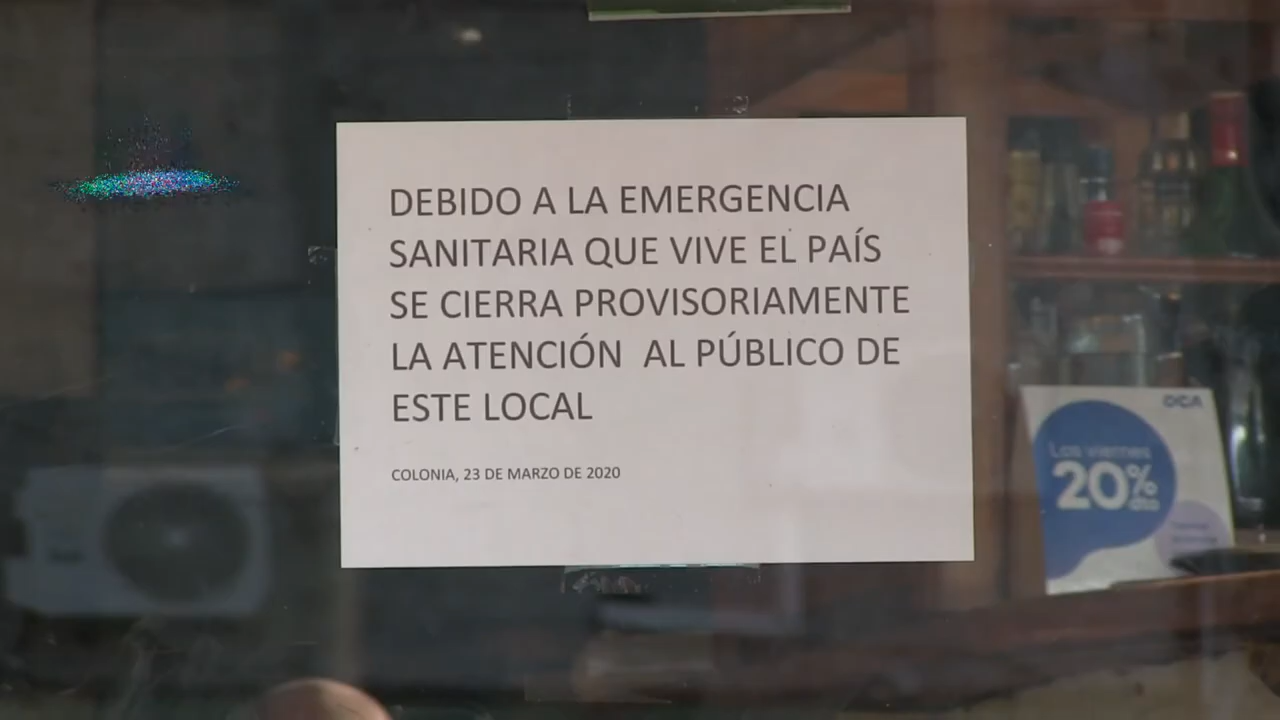 DEBIDO A LA EMERGENCIA
SANITARIA QUE VIVE EL PAÍS
SE CIERRA PROVISORIAMENTE
LA ATENCIÓN  AL PÚBLICO DE
ESTE LOCAL
COLONIA, 23 DE MARZO DE 2020
OCA
Los viernes
20%